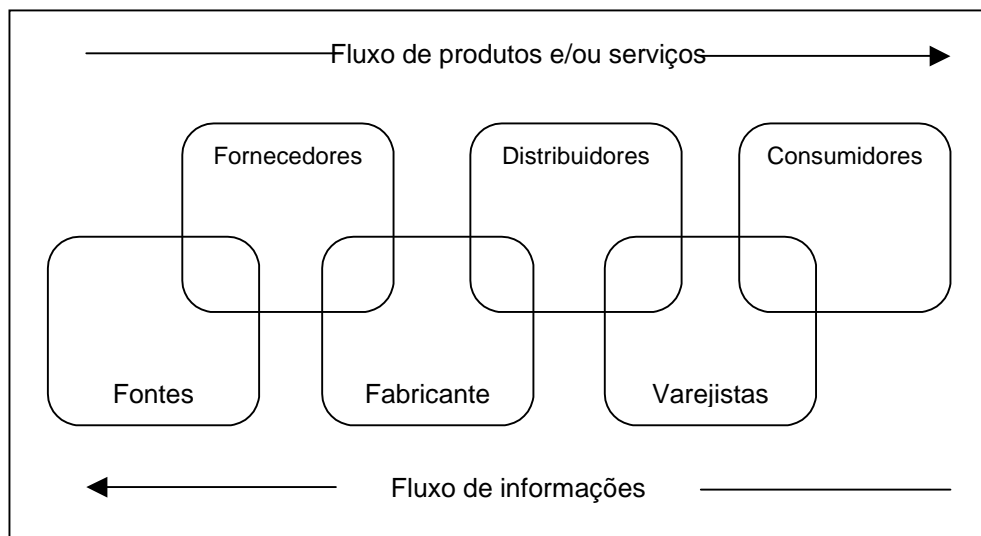 Fluxo de produtos e/ou serviços
Fornecedores
Distribuidores
Consumidores
Fontes
Fabricante
Varejistas
Fluxo de informações